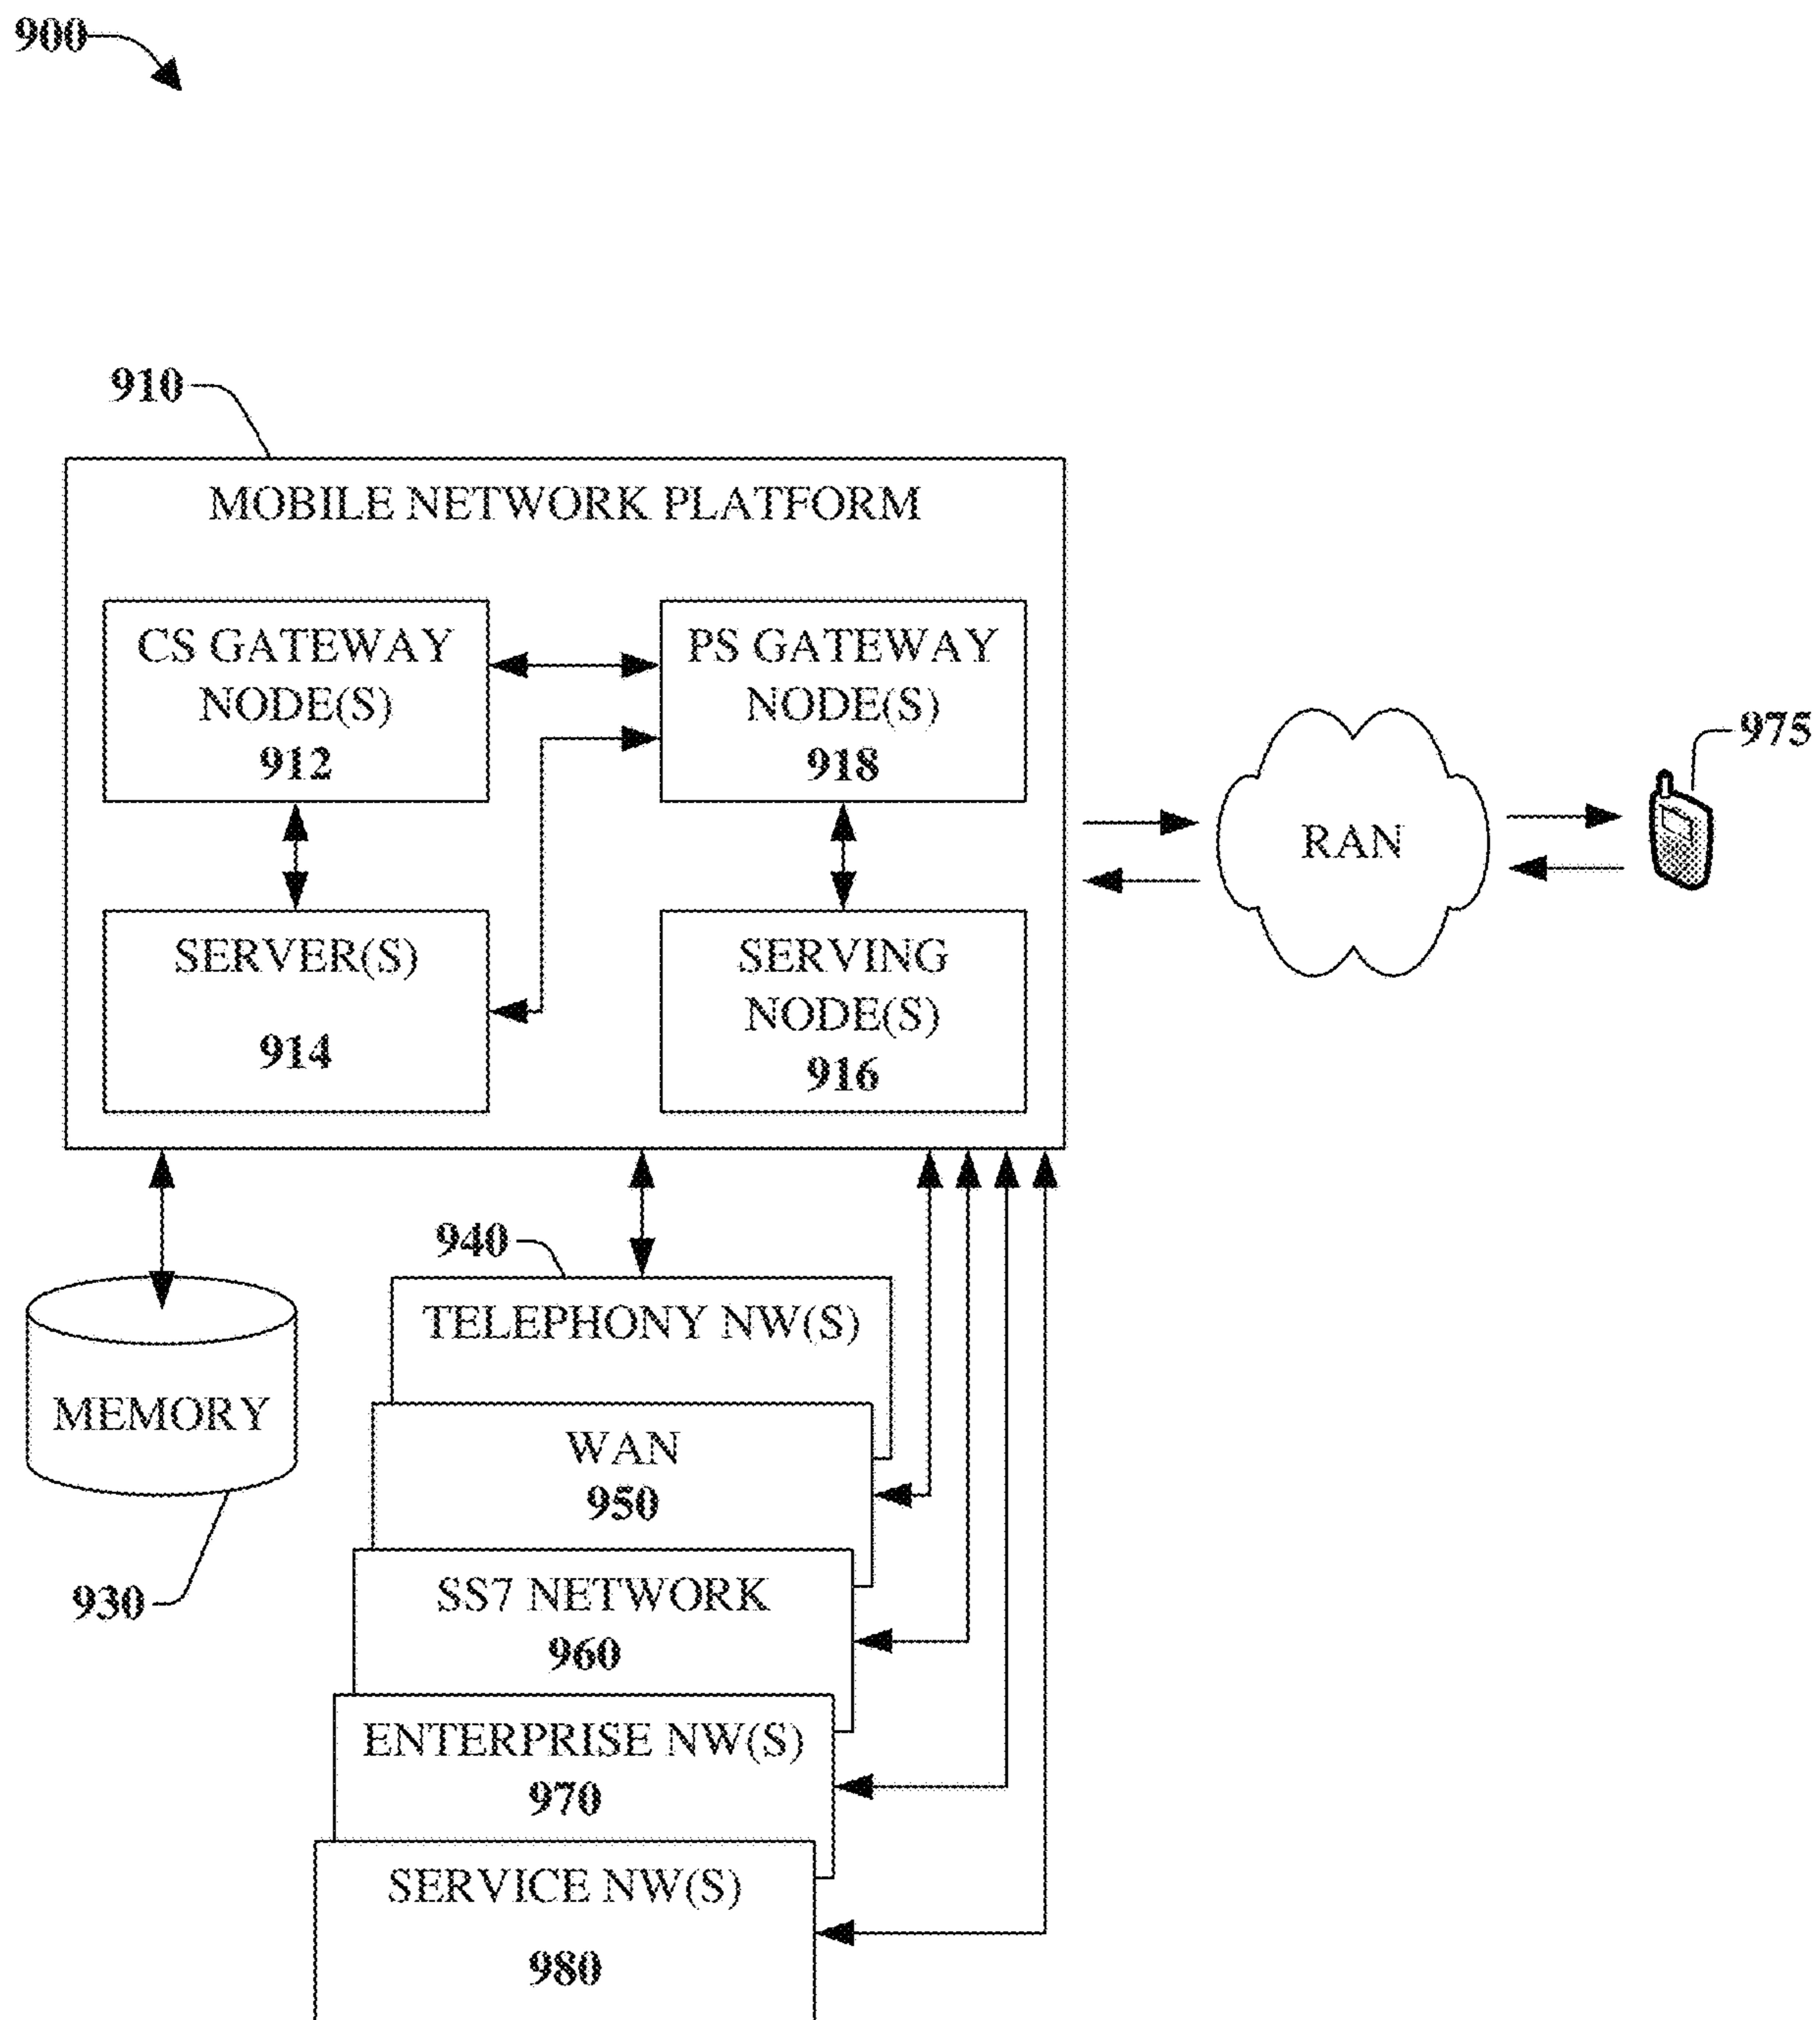 900
910
MOBILE NETWORK PLATFORM
CS GATEWAY
NODE(S)
912
PS GATEWAY
NODE(S)
918
SERVER(S)
914
SERVING
NODE(S)
916
RAN
975
940
TELEPHONY NW(S)
MEMORY
930
WAN
950
SS7 NETWORK
960
ENTERPRISE NW(S)
970
SERVICE NW(S)
980